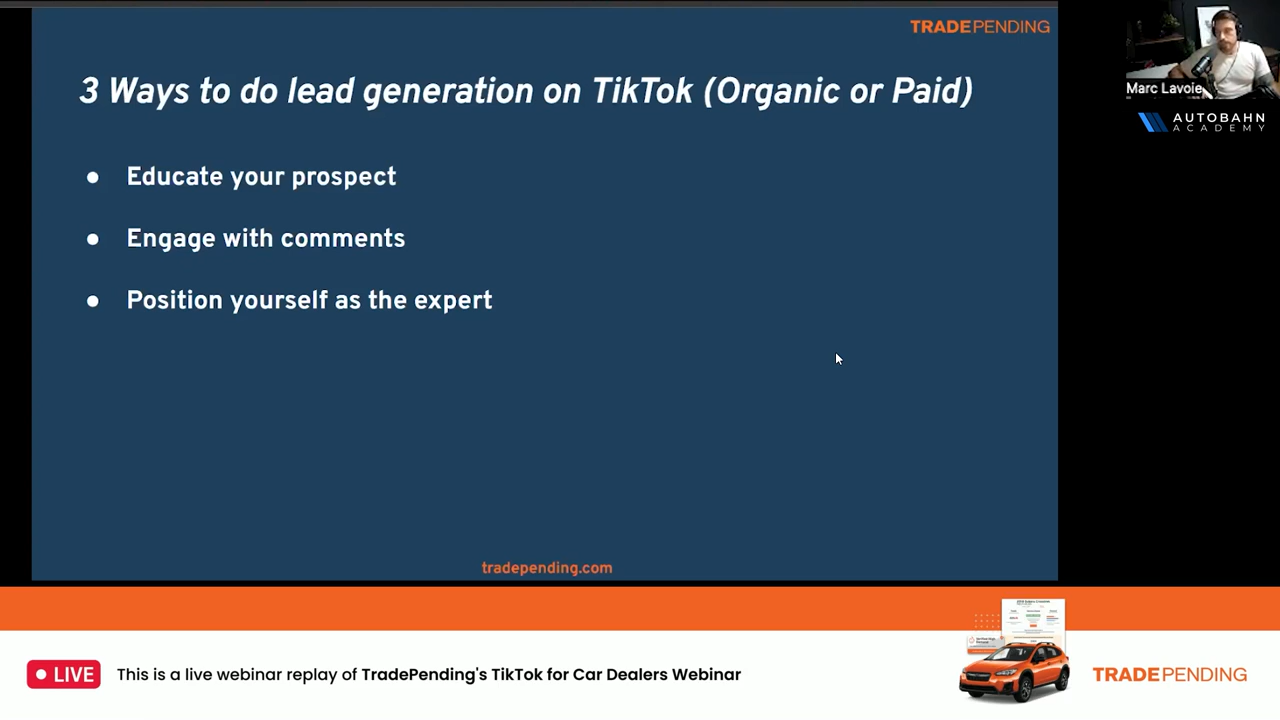 TRADEPENDING
3 Ways to do lead generation on TikTok (Organic or Paid)
● Educate your prospect
● Engage with comments
● Position yourself as the expert
tradepending.com
Marc Lavoie
AUTOBAHN
ACADEMY
LIVE
This is a live webinar replay of TradePending's TikTok for Car Dealers Webinar
TRADEPENDING